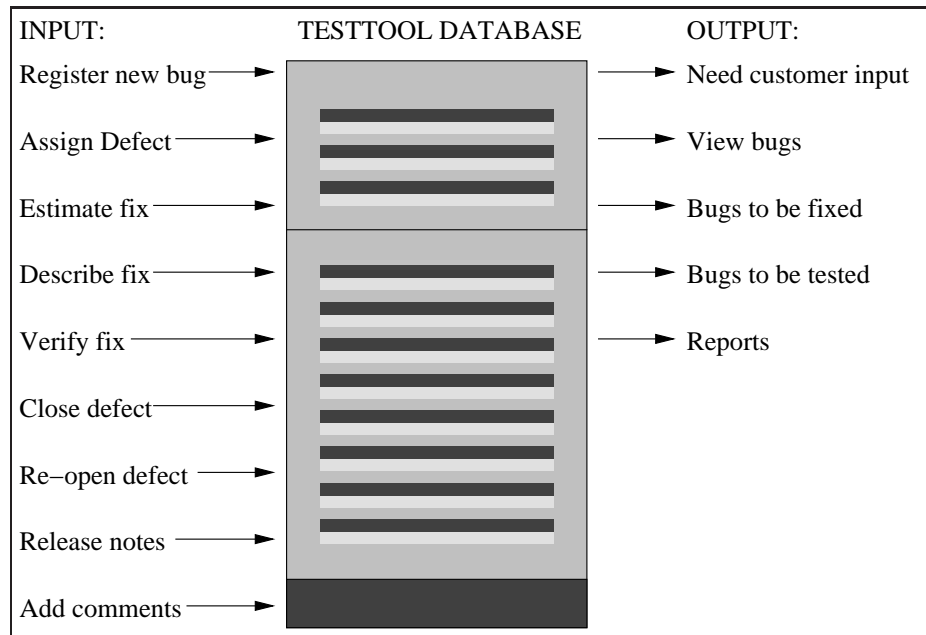 INPUT: TESTTOOL DATABASE OUTPUT:
Register new bug Need customer input
Assign Defect View bugs
Estimate fix Bugs to be fixed
Describe fix Bugs to be tested
Verify fix Reports
Close defect
Re−open defect
Release notes
Add comments